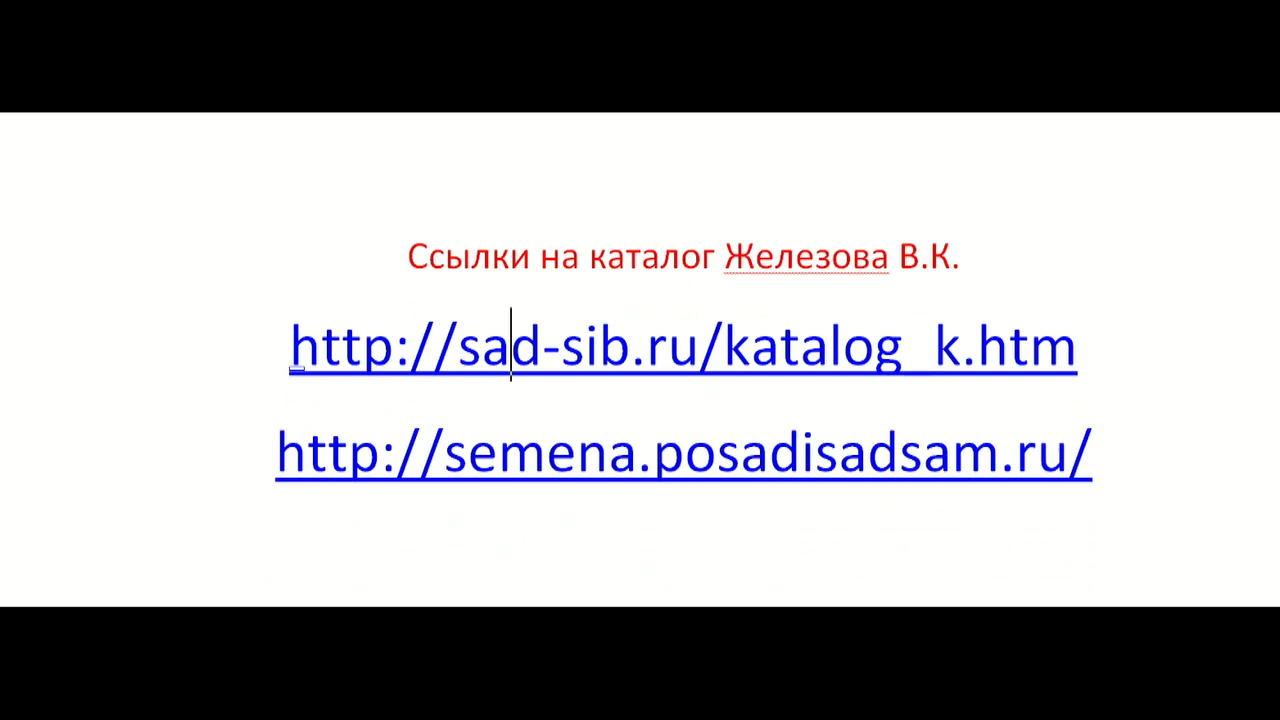 Ссылки на каталог Железова В.К.
http://sad-sib.ru/katalog_k.htm
http://semena.posadisadsam.ru/